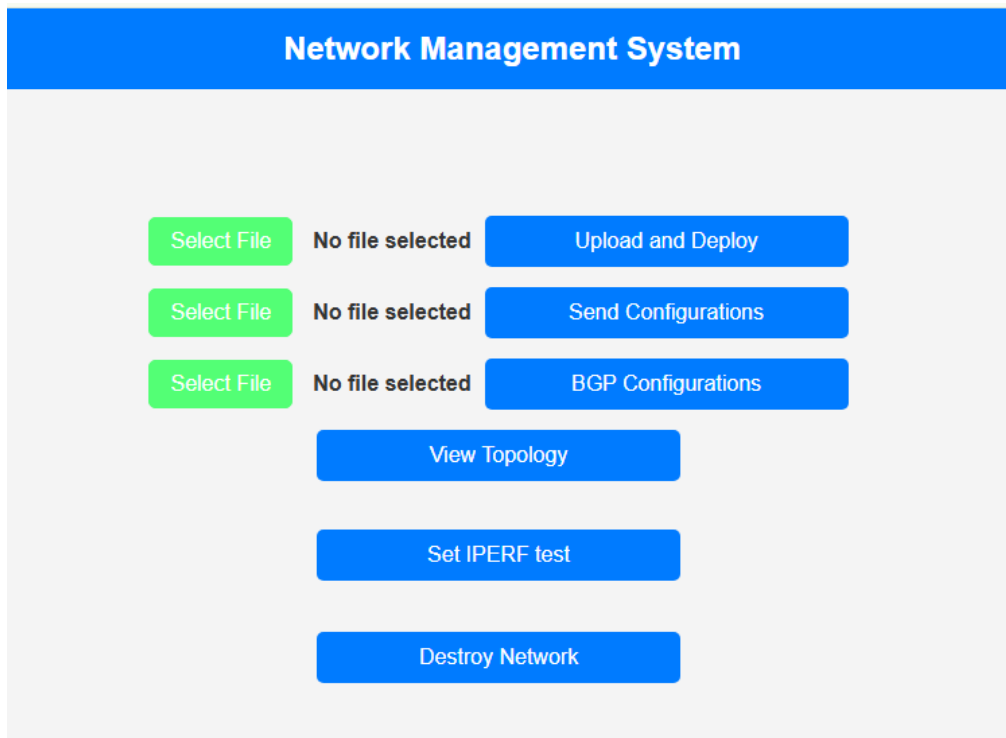 Network Management System
Select File No file selected Upload and Deploy
Select File No file selected Send Configurations
Select File No file selected BGP Configurations
View Topology
Set IPERF test
Destroy Network